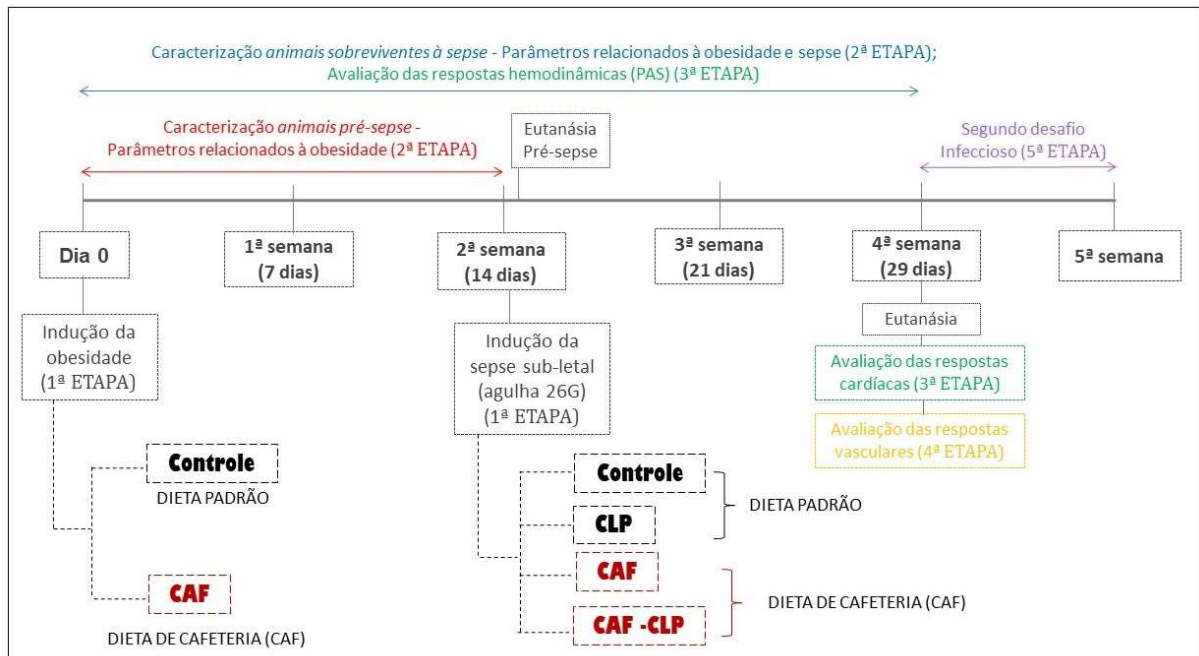 Caracterização animais sobreviventes à sepse - Parâmetros relacionados à obesidade e sepse (2ª ETAPA);
Avaliação das respostas hemodinâmicas (PAS) (3ª ETAPA)
Caracterização animais pré-sepse -
Parâmetros relacionados à obesidade (2ª ETAPA)
Eutanásia
Pré-sepse
Segundo desafio
Infeccioso (5ª ETAPA)
Dia 0
1ª semana
(7 dias)
2ª semana
(14 dias)
3ª semana
(21 dias)
4ª semana
(29 dias)
5ª semana
Indução da
obesidade
(1ª ETAPA)
Indução da
sepse sub-letal
(agulha 26G)
(1ª ETAPA)
Eutanásia
Avaliação das respostas
cardíacas (3ª ETAPA)
Avaliação das respostas
vasculares (4ª ETAPA)
Controle
DIETA PADRÃO
CAF
DIETA DE CAFETERIA (CAF)
Controle
CLP
DIETA PADRÃO
CAF
CAF -CLP
DIETA DE CAFETERIA (CAF)